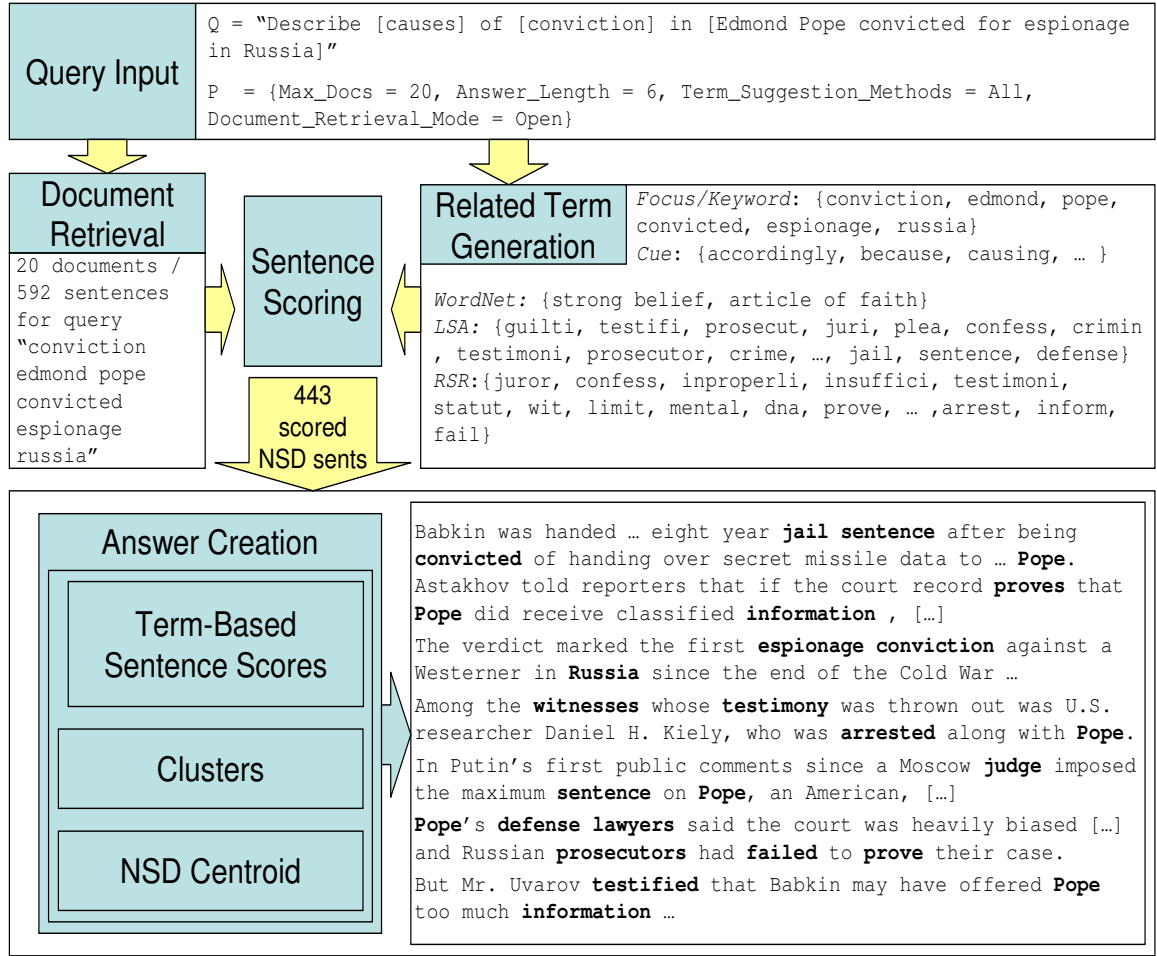 Query Input
Q = “Describe [causes] of [conviction] in [Edmond Pope convicted for espionage
in Russia]”
P  = {Max_Docs = 20, Answer_Length = 6, Term_Suggestion_Methods = All,
Document_Retrieval_Mode = Open}
Document
Retrieval
20 documents /
592 sentences
for query
“conviction
edmond pope
convicted
espionage
russia”
Sentence
Scoring
Related Term
Generation
Focus/Keyword: {conviction, edmond, pope,
convicted, espionage, russia}
Cue: {accordingly, because, causing, … }
WordNet: {strong belief, article of faith}
LSA: {guilti, testifi, prosecut, juri, plea, confess, crimin
, testimoni, prosecutor, crime, …, jail, sentence, defense}
RSR:{juror, confess, inproperli, insuffici, testimoni,
statut, wit, limit, mental, dna, prove, … ,arrest, inform,
fail}
443
scored
NSD sents
Answer Creation
Term-Based
Sentence Scores
Clusters
NSD Centroid
Babkin was handed … eight year jail sentence after being
convicted of handing over secret missile data to … Pope.
Astakhov told reporters that if the court record proves that
Pope did receive classified information , […]
The verdict marked the first espionage conviction against a
Westerner in Russia since the end of the Cold War …
Among the witnesses whose testimony was thrown out was U.S.
researcher Daniel H. Kiely, who was arrested along with Pope.
In Putin’s first public comments since a Moscow judge imposed
the maximum sentence on Pope, an American, […]
Pope’s defense lawyers said the court was heavily biased […]
and Russian prosecutors had failed to prove their case.
But Mr. Uvarov testified that Babkin may have offered Pope
too much information …